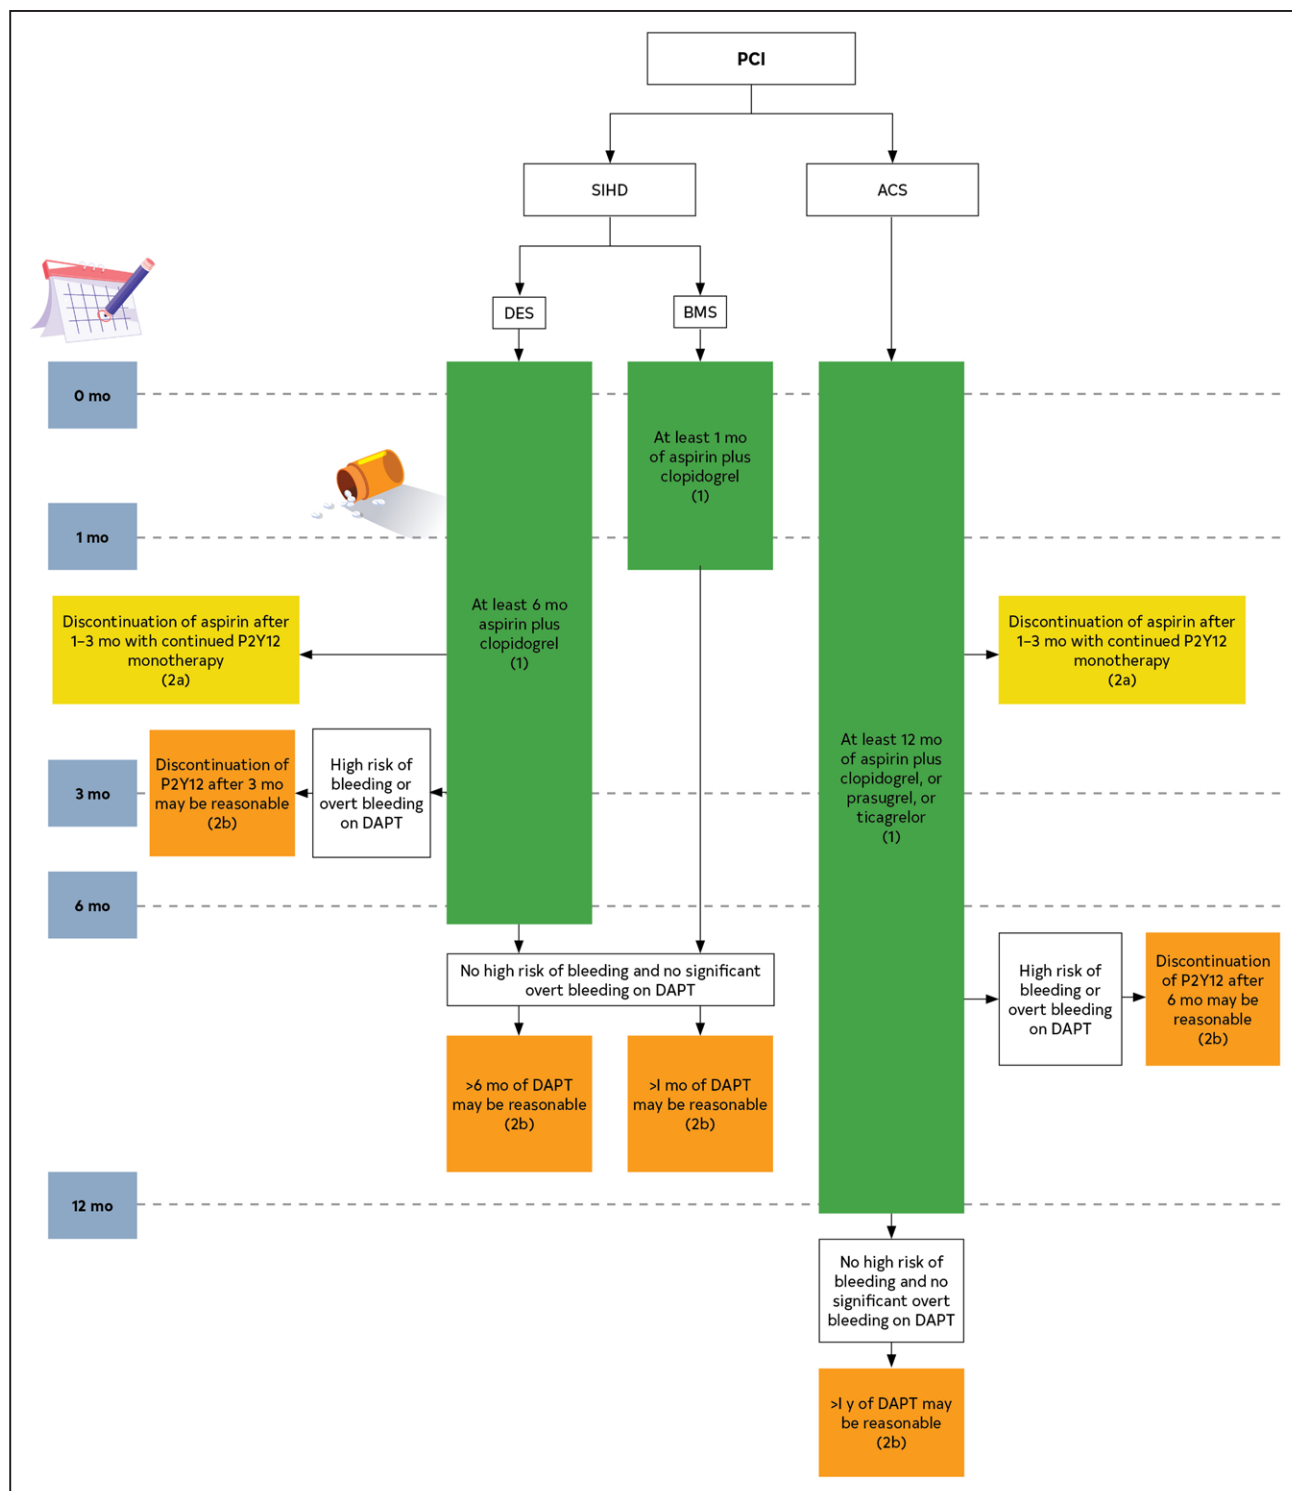 PCI
SIHD
ACS
DES
BMS
0 mo
At least 1 mo
of aspirin plus
clopidogrel
(1)
1 mo
Discontinuation of aspirin after
1–3 mo with continued P2Y12
monotherapy
(2a)
At least 6 mo
aspirin plus
clopidogrel
(1)
Discontinuation of aspirin after
1–3 mo with continued P2Y12
monotherapy
(2a)
3 mo
Discontinuation of
P2Y12 after 3 mo
may be reasonable
(2b)
High risk of
bleeding or
overt bleeding
on DAPT
At least 12 mo
of aspirin plus
clopidogrel, or
prasugrel, or
ticagrelor
(1)
6 mo
No high risk of bleeding and no significant
overt bleeding on DAPT
High risk of
bleeding or
overt bleeding
on DAPT
Discontinuation
of P2Y12 after
6 mo may be
reasonable
(2b)
>6 mo of DAPT
may be reasonable
(2b)
>I mo of DAPT
may be reasonable
(2b)
12 mo
No high risk of
bleeding and no
significant overt
bleeding on DAPT
>I y of DAPT may
be reasonable
(2b)